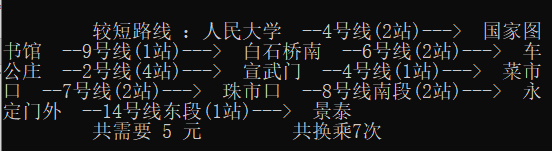 较短路线 : 人民大学 --4号线(2站)---> 国家图
书馆 --9号线(1站)---> 白石桥南 --6号线(2站)---> 车
公庄 --2号线(4站)---> 宣武门 --4号线(1站)---> 菜市
口 --7号线(2站)---> 珠市口 --8号线南段(2站)---> 永
定门外 --14号线东段(1站)---> 景泰
共需要 5 元 共换乘7次